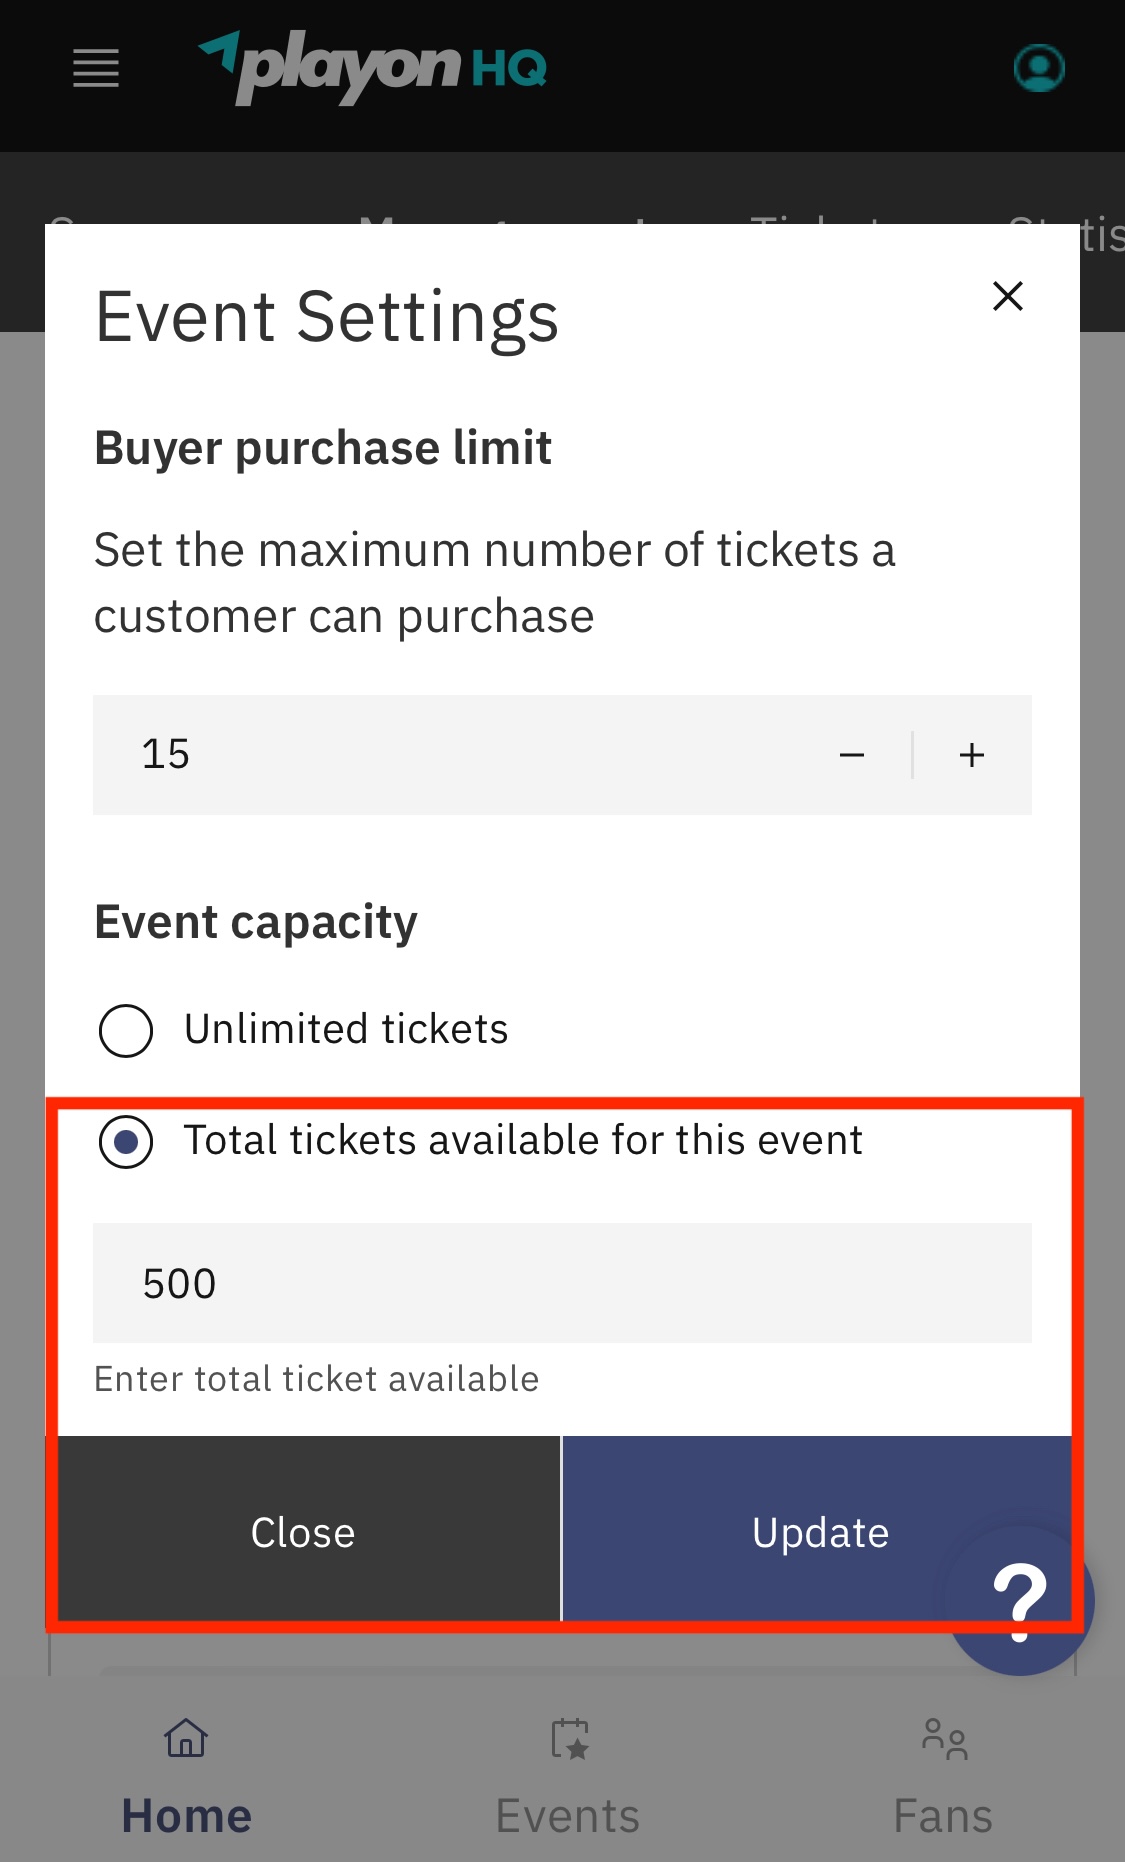 playon HQ
Event Settings
Buyer purchase limit
Set the maximum number of tickets a
customer can purchase
15
Event capacity
Unlimited tickets
Total tickets available for this event
500
Enter total ticket available
Close
Update
?
Home
Events
Fans